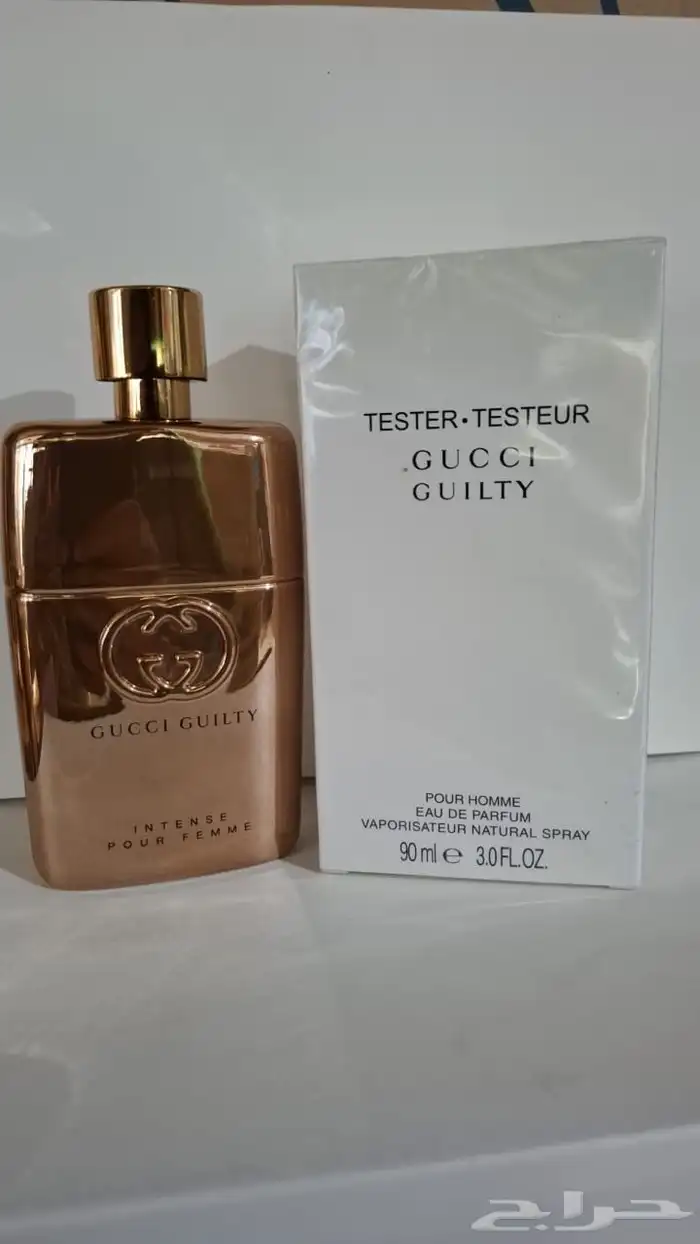 GUCCI GUILTY
INTENSE
POUR FEMME
TESTER•TESTEUR
GUCCI
GUILTY
POUR HOMME
EAU DE PARFUM
VAPORISATEUR NATURAL SPRAY
90 ml e 3.0 FL.OZ.
حراج